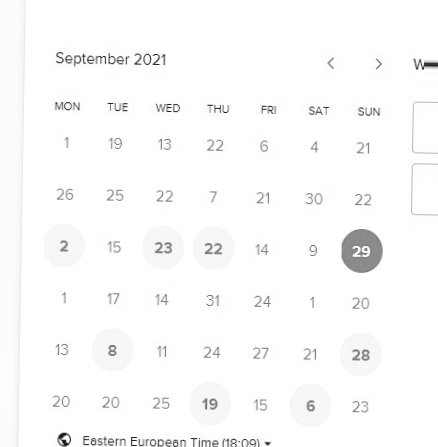 September 2021
MON TUE WED THU FRI SAT SUN
1 19 13 22 6 4 21
26 25 22 7 21 30 22
2 15 23 22 14 9 29
1 17 14 31 24 1 20
13 8 11 24 27 21 28
20 20 25 19 15 6 23
Eastern European Time (18:09)